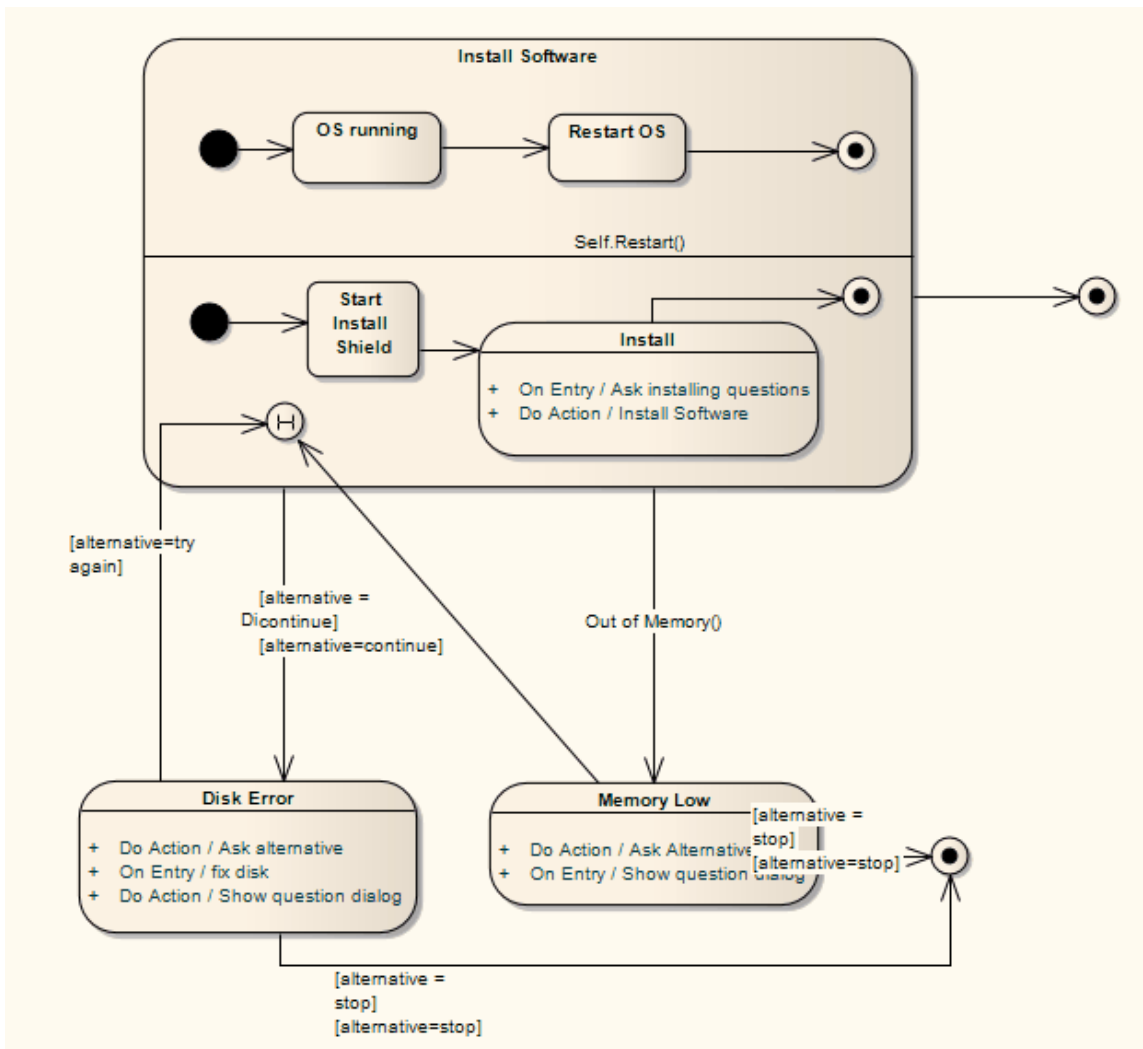 Install Software
OS running
Restart OS
Self.Restart()
Start
Install
Shield
Install
+ On Entry / Ask installing questions
+ Do Action / Install Software
H
[alternative=try
again]
[alternative =
Dicontinue]
[alternative=continue]
Out of Memory()
Disk Error
+ Do Action / Ask alternative
+ On Entry / fix disk
+ Do Action / Show question dialog
Memory Low
+ Do Action / Ask Alternative
+ On Entry / Show question dialog
[alternative =
stop]
[alternative=stop]
[alternative =
stop]
[alternative=stop]